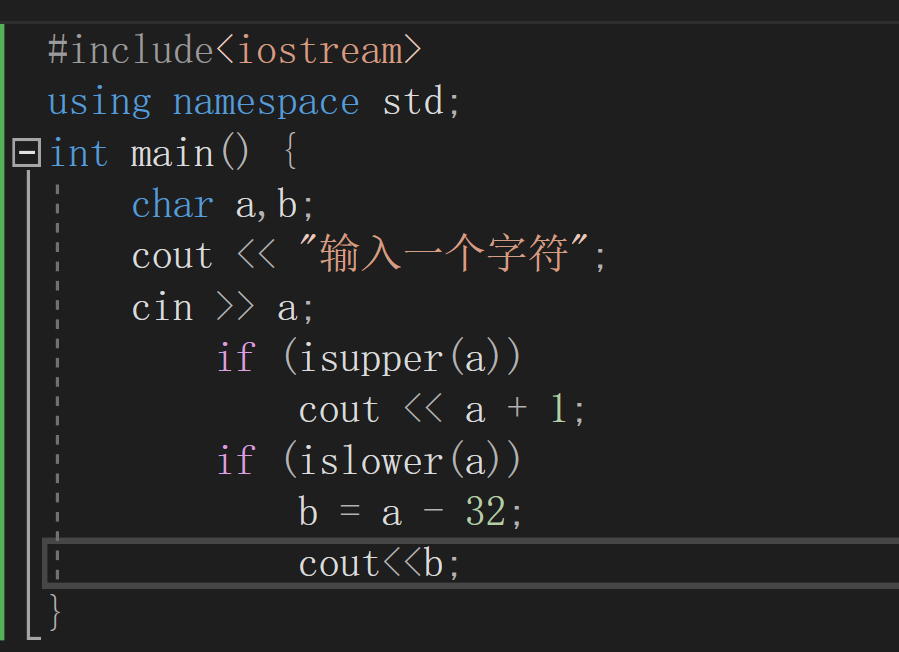 #include<iostream>
using namespace std;
int main() {
char a,b;
cout << "输入一个字符";
cin >> a;
if (isupper(a))
cout << a + 1;
if (islower(a))
b = a - 32;
cout<<b;
}